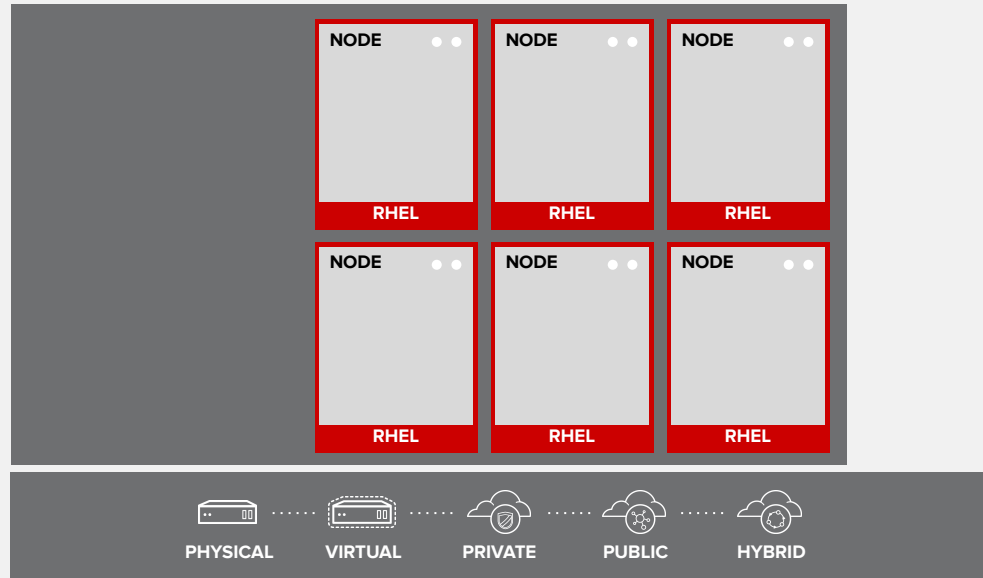 NODE NODE NODE
RHEL RHEL RHEL
NODE NODE NODE
RHEL RHEL RHEL
PHYSICAL VIRTUAL PRIVATE PUBLIC HYBRID